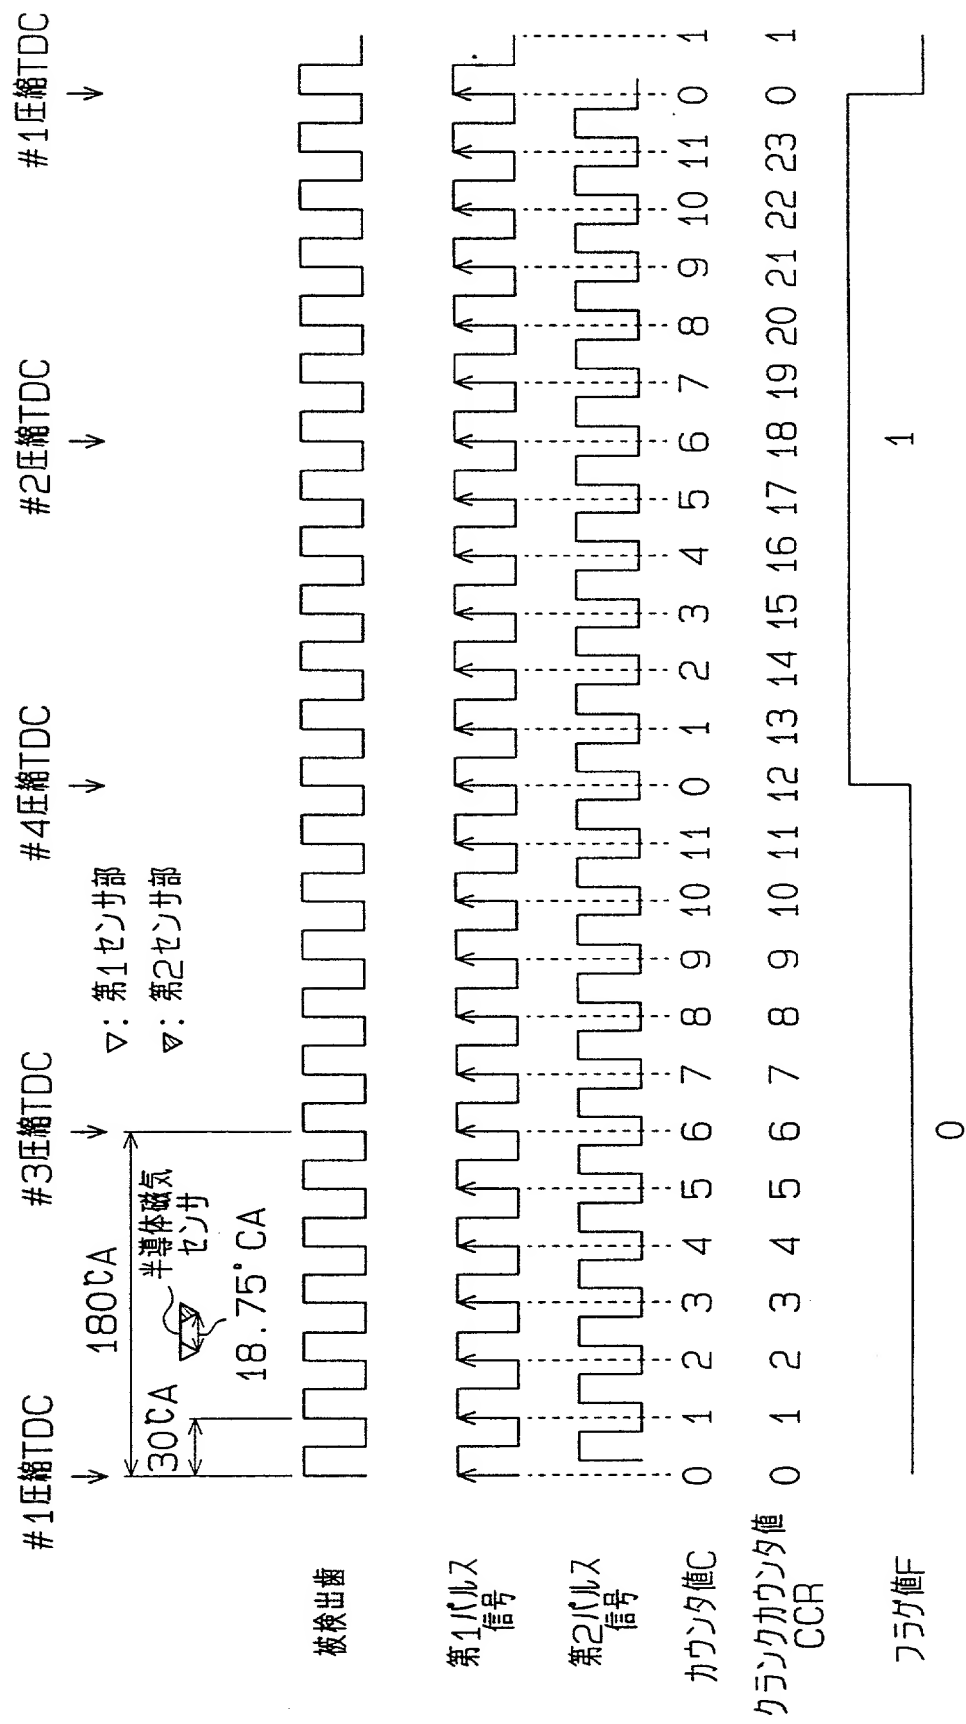 #1圧縮TDC #3圧縮TDC #4圧縮TDC #2圧縮TDC #1圧縮TDC
180℃A
▽: 第1センサ部
▽: 第2センサ部
30℃A
半導体磁気
センサ
18.75°CA
被検出歯
第1パルス
信号
第2パルス
信号
カウンタ値C 0 1 2 3 4 5 6 7 8 9 10 11 0 1 2 3 4 5 6 7 8 9 10 11 0 1
クランクカウンタ値
CCR
0 1 2 3 4 5 6 7 8 9 10 11 12 13 14 15 16 17 18 19 20 21 22 23 0 1
フラグ値F 0 1